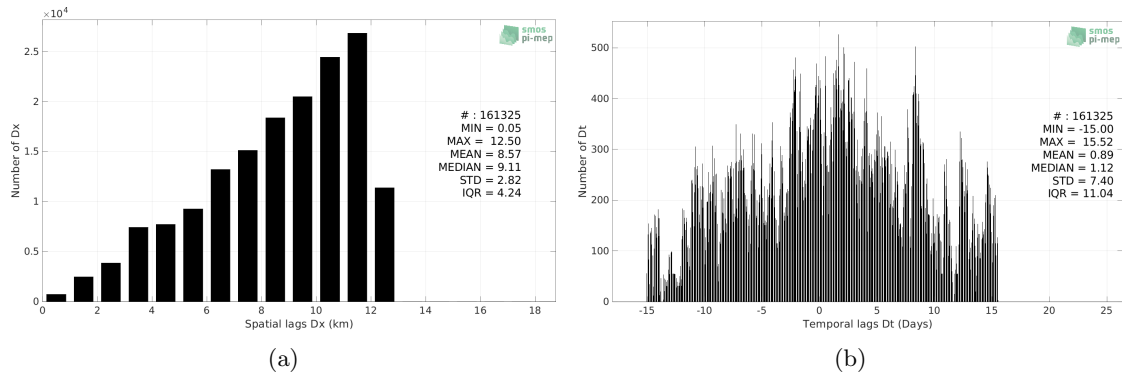 ×10⁴
2.5
2
1.5
1
0.5
0
0 2 4 6 8 10 12 14 16 18
Number of Dx
Spatial lags Dx (km)
smos
pi-mep
# : 161325
MIN = 0.05
MAX = 12.50
MEAN = 8.57
MEDIAN = 9.11
STD = 2.82
IQR = 4.24
(a)
500
400
300
200
100
0
-15 -10 -5 0 5 10 15 20 25
Number of Dt
Temporal lags Dt (Days)
smos
pi-mep
# : 161325
MIN = -15.00
MAX = 15.52
MEAN = 0.89
MEDIAN = 1.12
STD = 7.40
IQR = 11.04
(b)